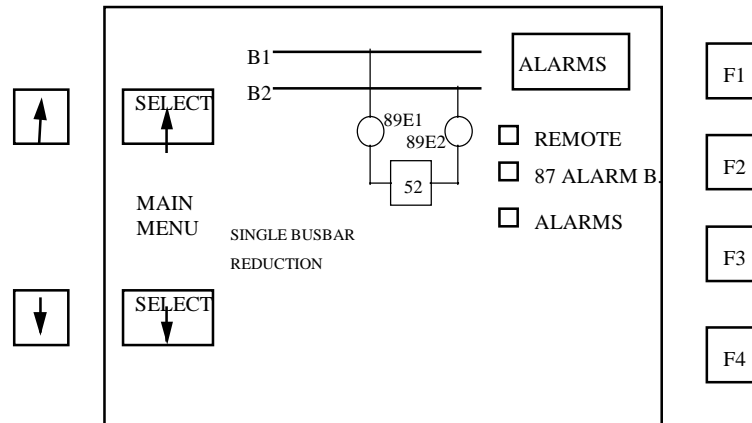 B1
B2
ALARMS
SELECT
89E1
89E2
52
REMOTE
87 ALARM B.
ALARMS
MAIN
MENU
SINGLE BUSBAR
REDUCTION
SELECT
F1
F2
F3
F4